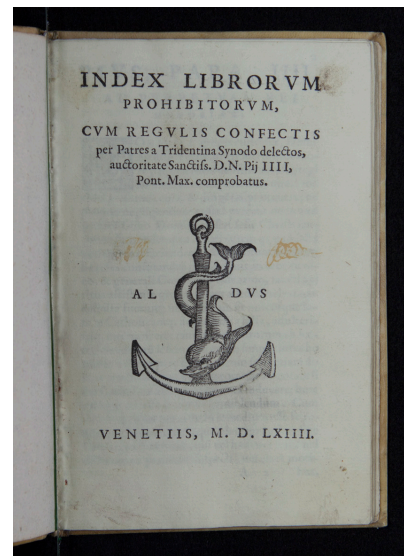 INDEX LIBRORVM
PROHIBITORVM,
CVM REGVLIS CONFECTIS
per Patres a Tridentina Synodo delectos,
auctoritate Sanctiſs. D.N. Pij IIII,
Pont. Max. comprobatus.
AL DVS
VENETIIS, M. D. LXIIII.